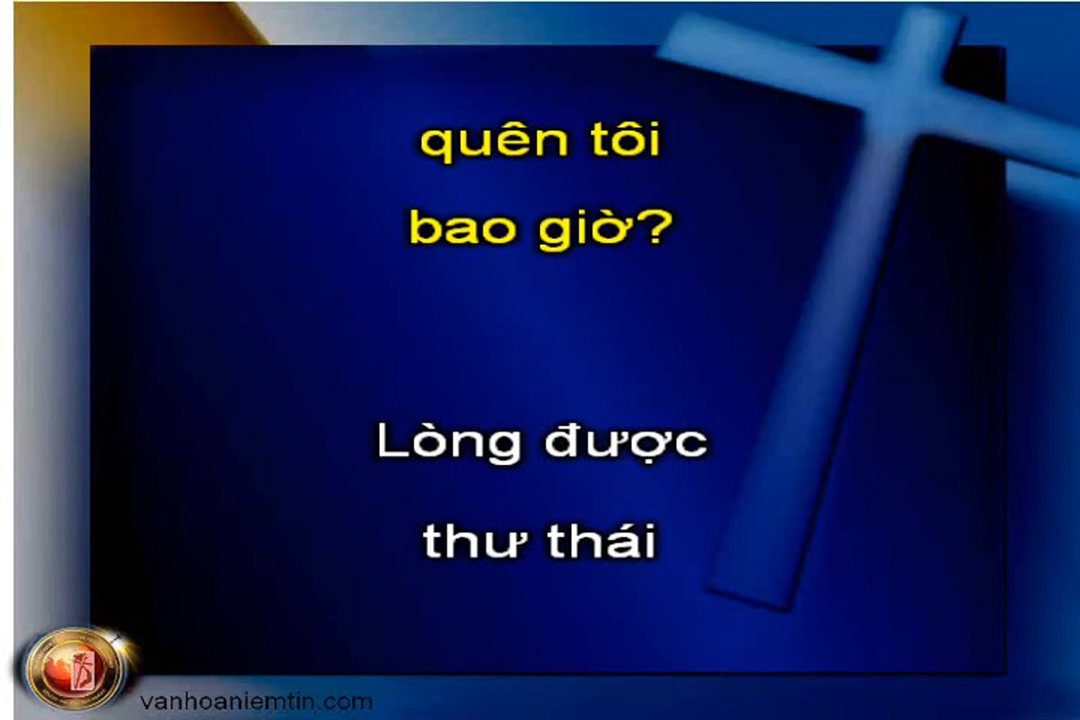 quên tôi
bao giờ?
Lòng được
thư thái
vanhoaniemtin.com